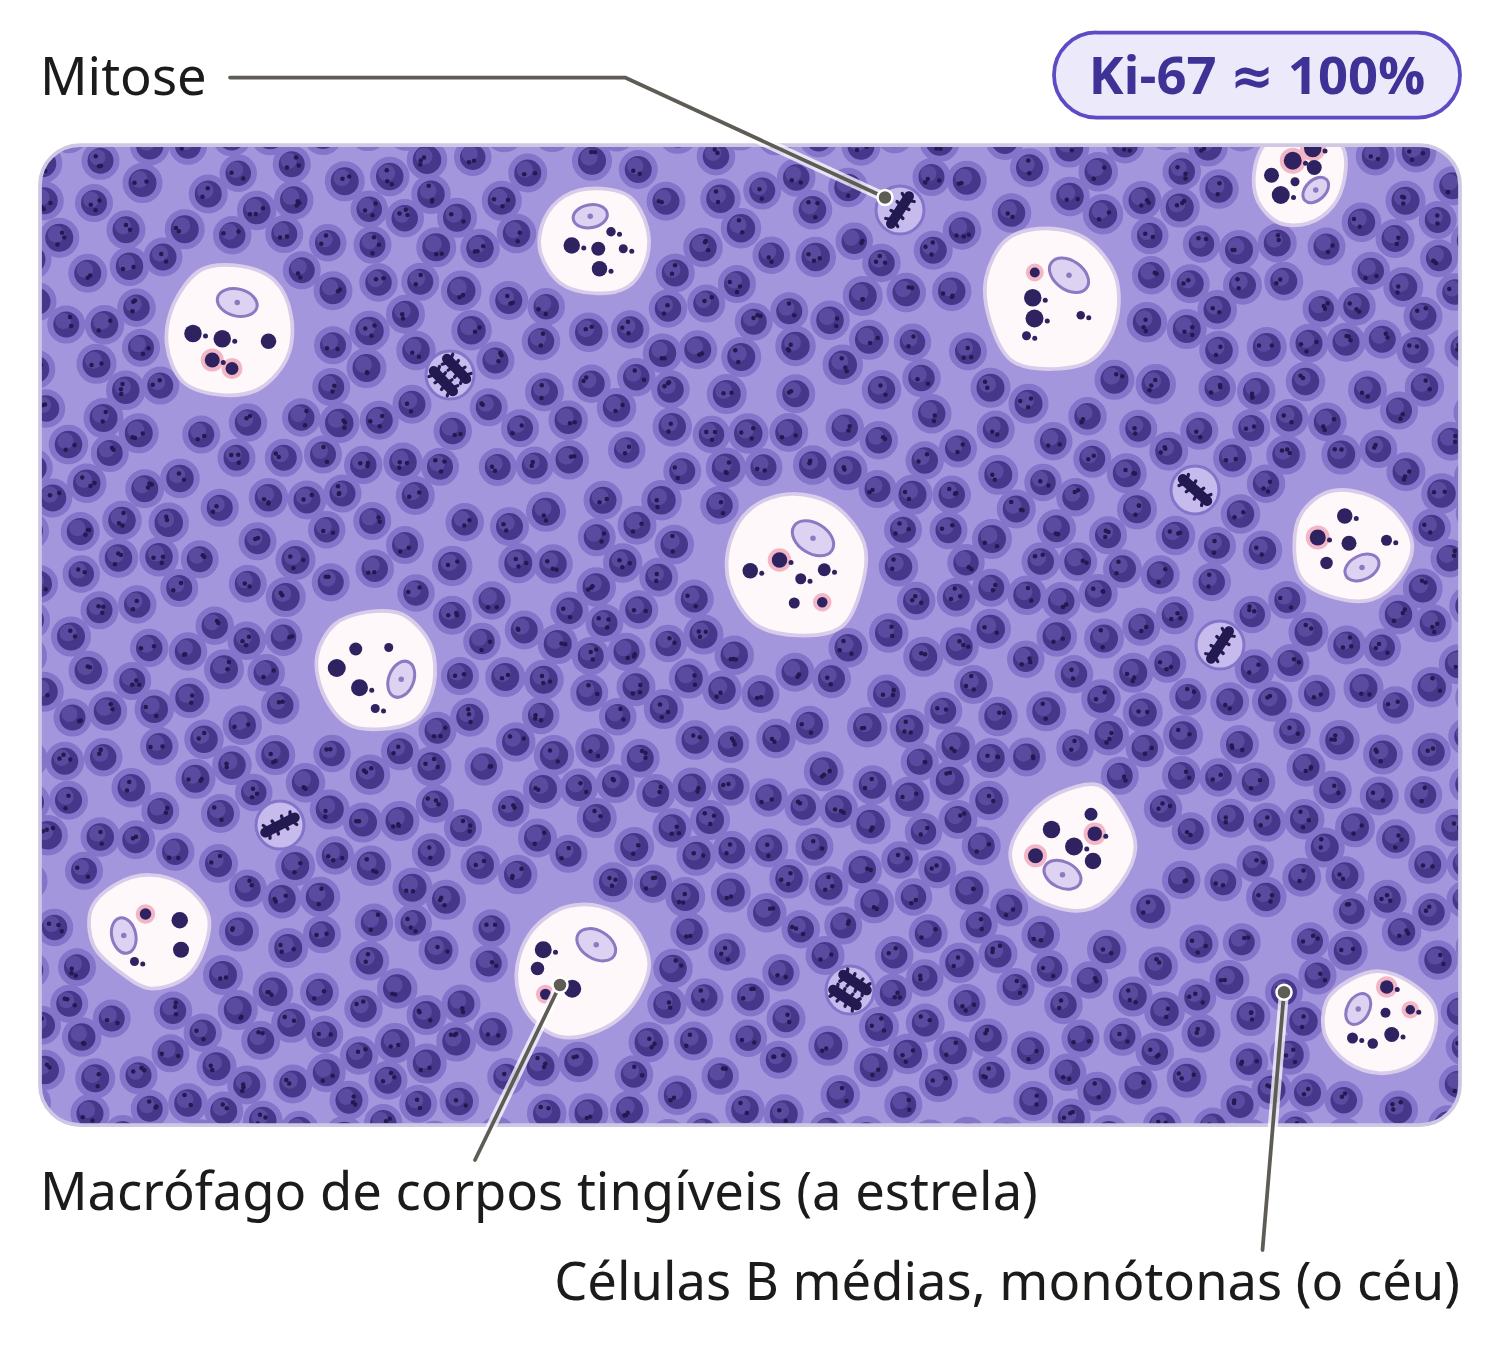 Mitose
Ki-67 ≈ 100%
Macrófago de corpos tingíveis (a estrela)
Células B médias, monótonas (o céu)